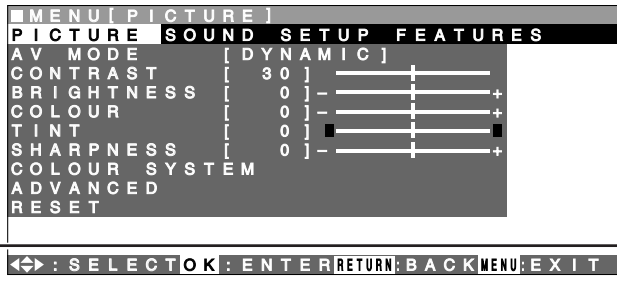 ■MENU[PICTURE]
PICTURE SOUND SETUP FEATURES
AV MODE [DYNAMIC]
CONTRAST [ 30]
BRIGHTNESS [ 0]- +
COLOUR [ 0]- +
TINT [ 0]
SHARPNESS [ 0]- +
COLOUR SYSTEM
ADVANCED
RESET
:SELECT OK:ENTER RETURN:BACK MENU:EXIT